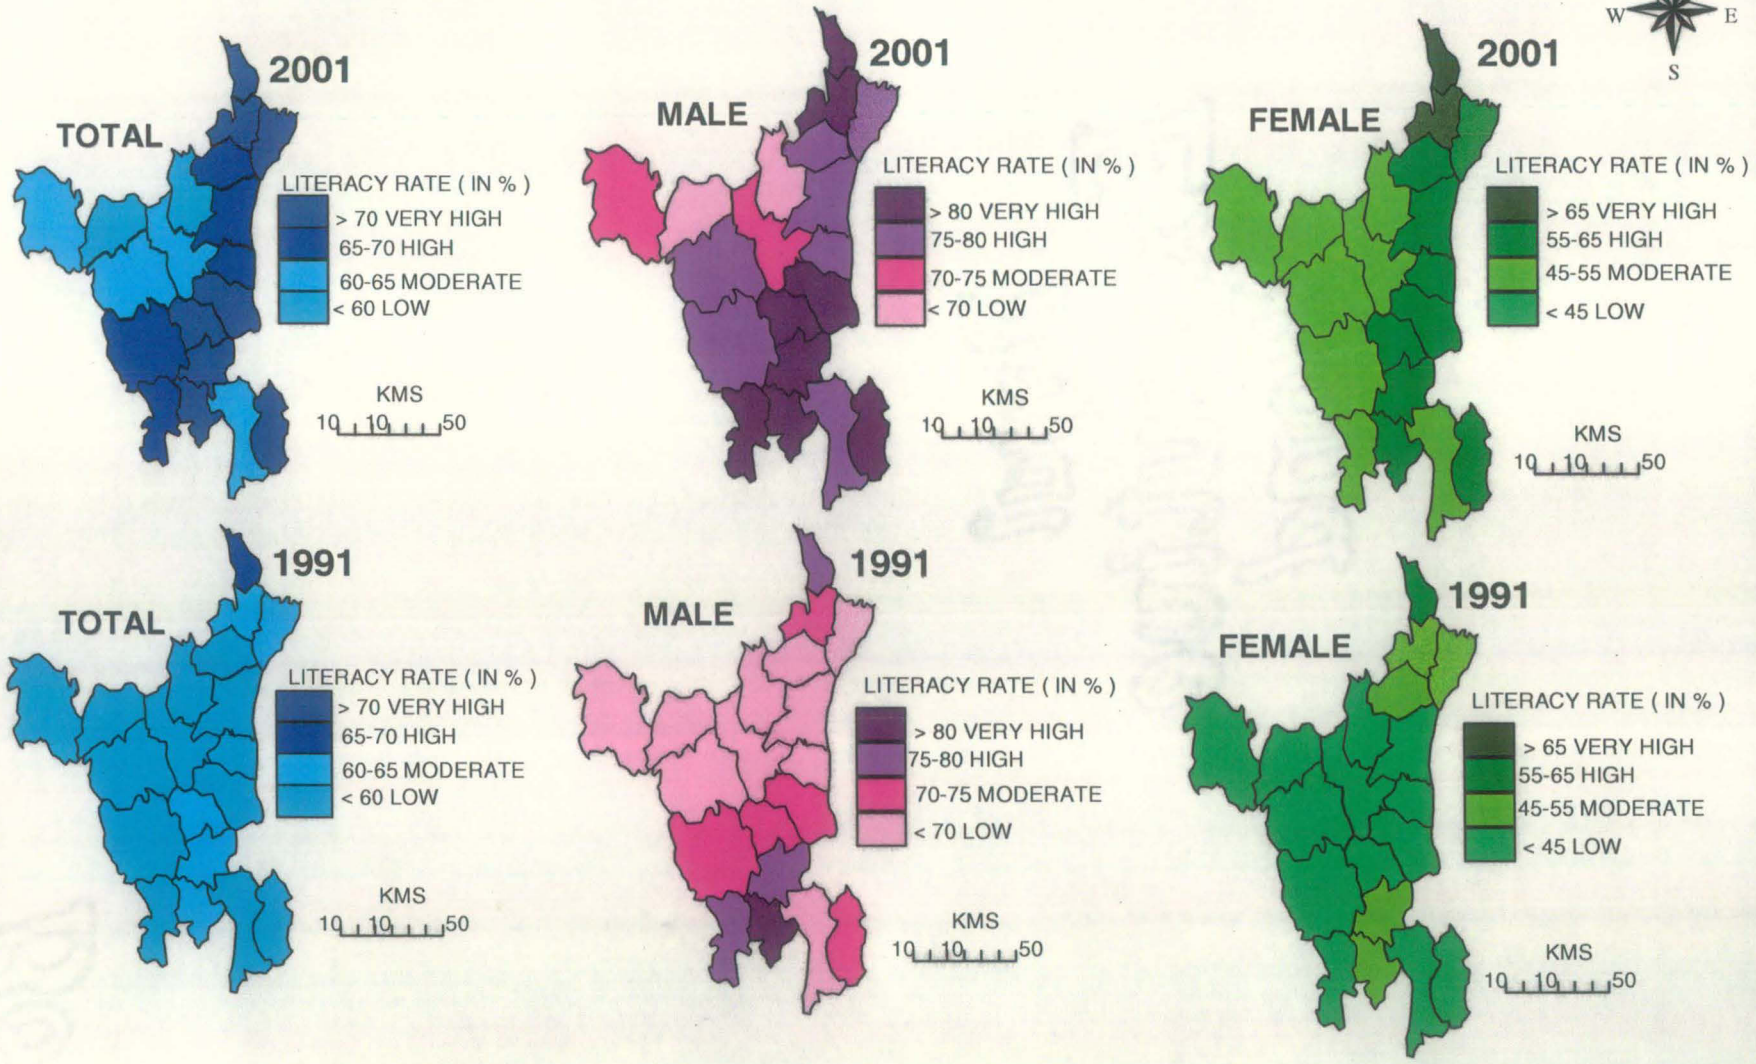 W E
S
2001
TOTAL
LITERACY RATE ( IN % )
> 70 VERY HIGH
65-70 HIGH
60-65 MODERATE
< 60 LOW
KMS
10 10 50
2001
MALE
LITERACY RATE ( IN % )
> 80 VERY HIGH
75-80 HIGH
70-75 MODERATE
< 70 LOW
KMS
10 10 50
2001
FEMALE
LITERACY RATE ( IN % )
> 65 VERY HIGH
55-65 HIGH
45-55 MODERATE
< 45 LOW
KMS
10 10 50
1991
TOTAL
LITERACY RATE ( IN % )
> 70 VERY HIGH
65-70 HIGH
60-65 MODERATE
< 60 LOW
KMS
10 10 50
1991
MALE
LITERACY RATE ( IN % )
> 80 VERY HIGH
75-80 HIGH
70-75 MODERATE
< 70 LOW
KMS
10 10 50
1991
FEMALE
LITERACY RATE ( IN % )
> 65 VERY HIGH
55-65 HIGH
45-55 MODERATE
< 45 LOW
KMS
10 10 50